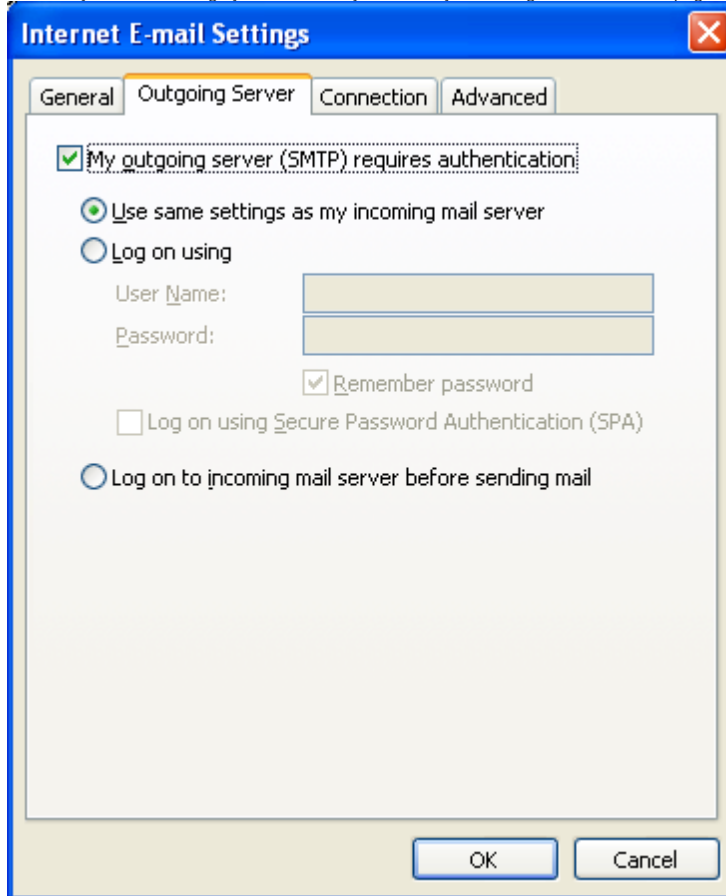 Internet E-mail Settings
General Outgoing Server Connection Advanced
My outgoing server (SMTP) requires authentication
Use same settings as my incoming mail server
Log on using
User Name:
Password:
Remember password
Log on using Secure Password Authentication (SPA)
Log on to incoming mail server before sending mail
OK Cancel